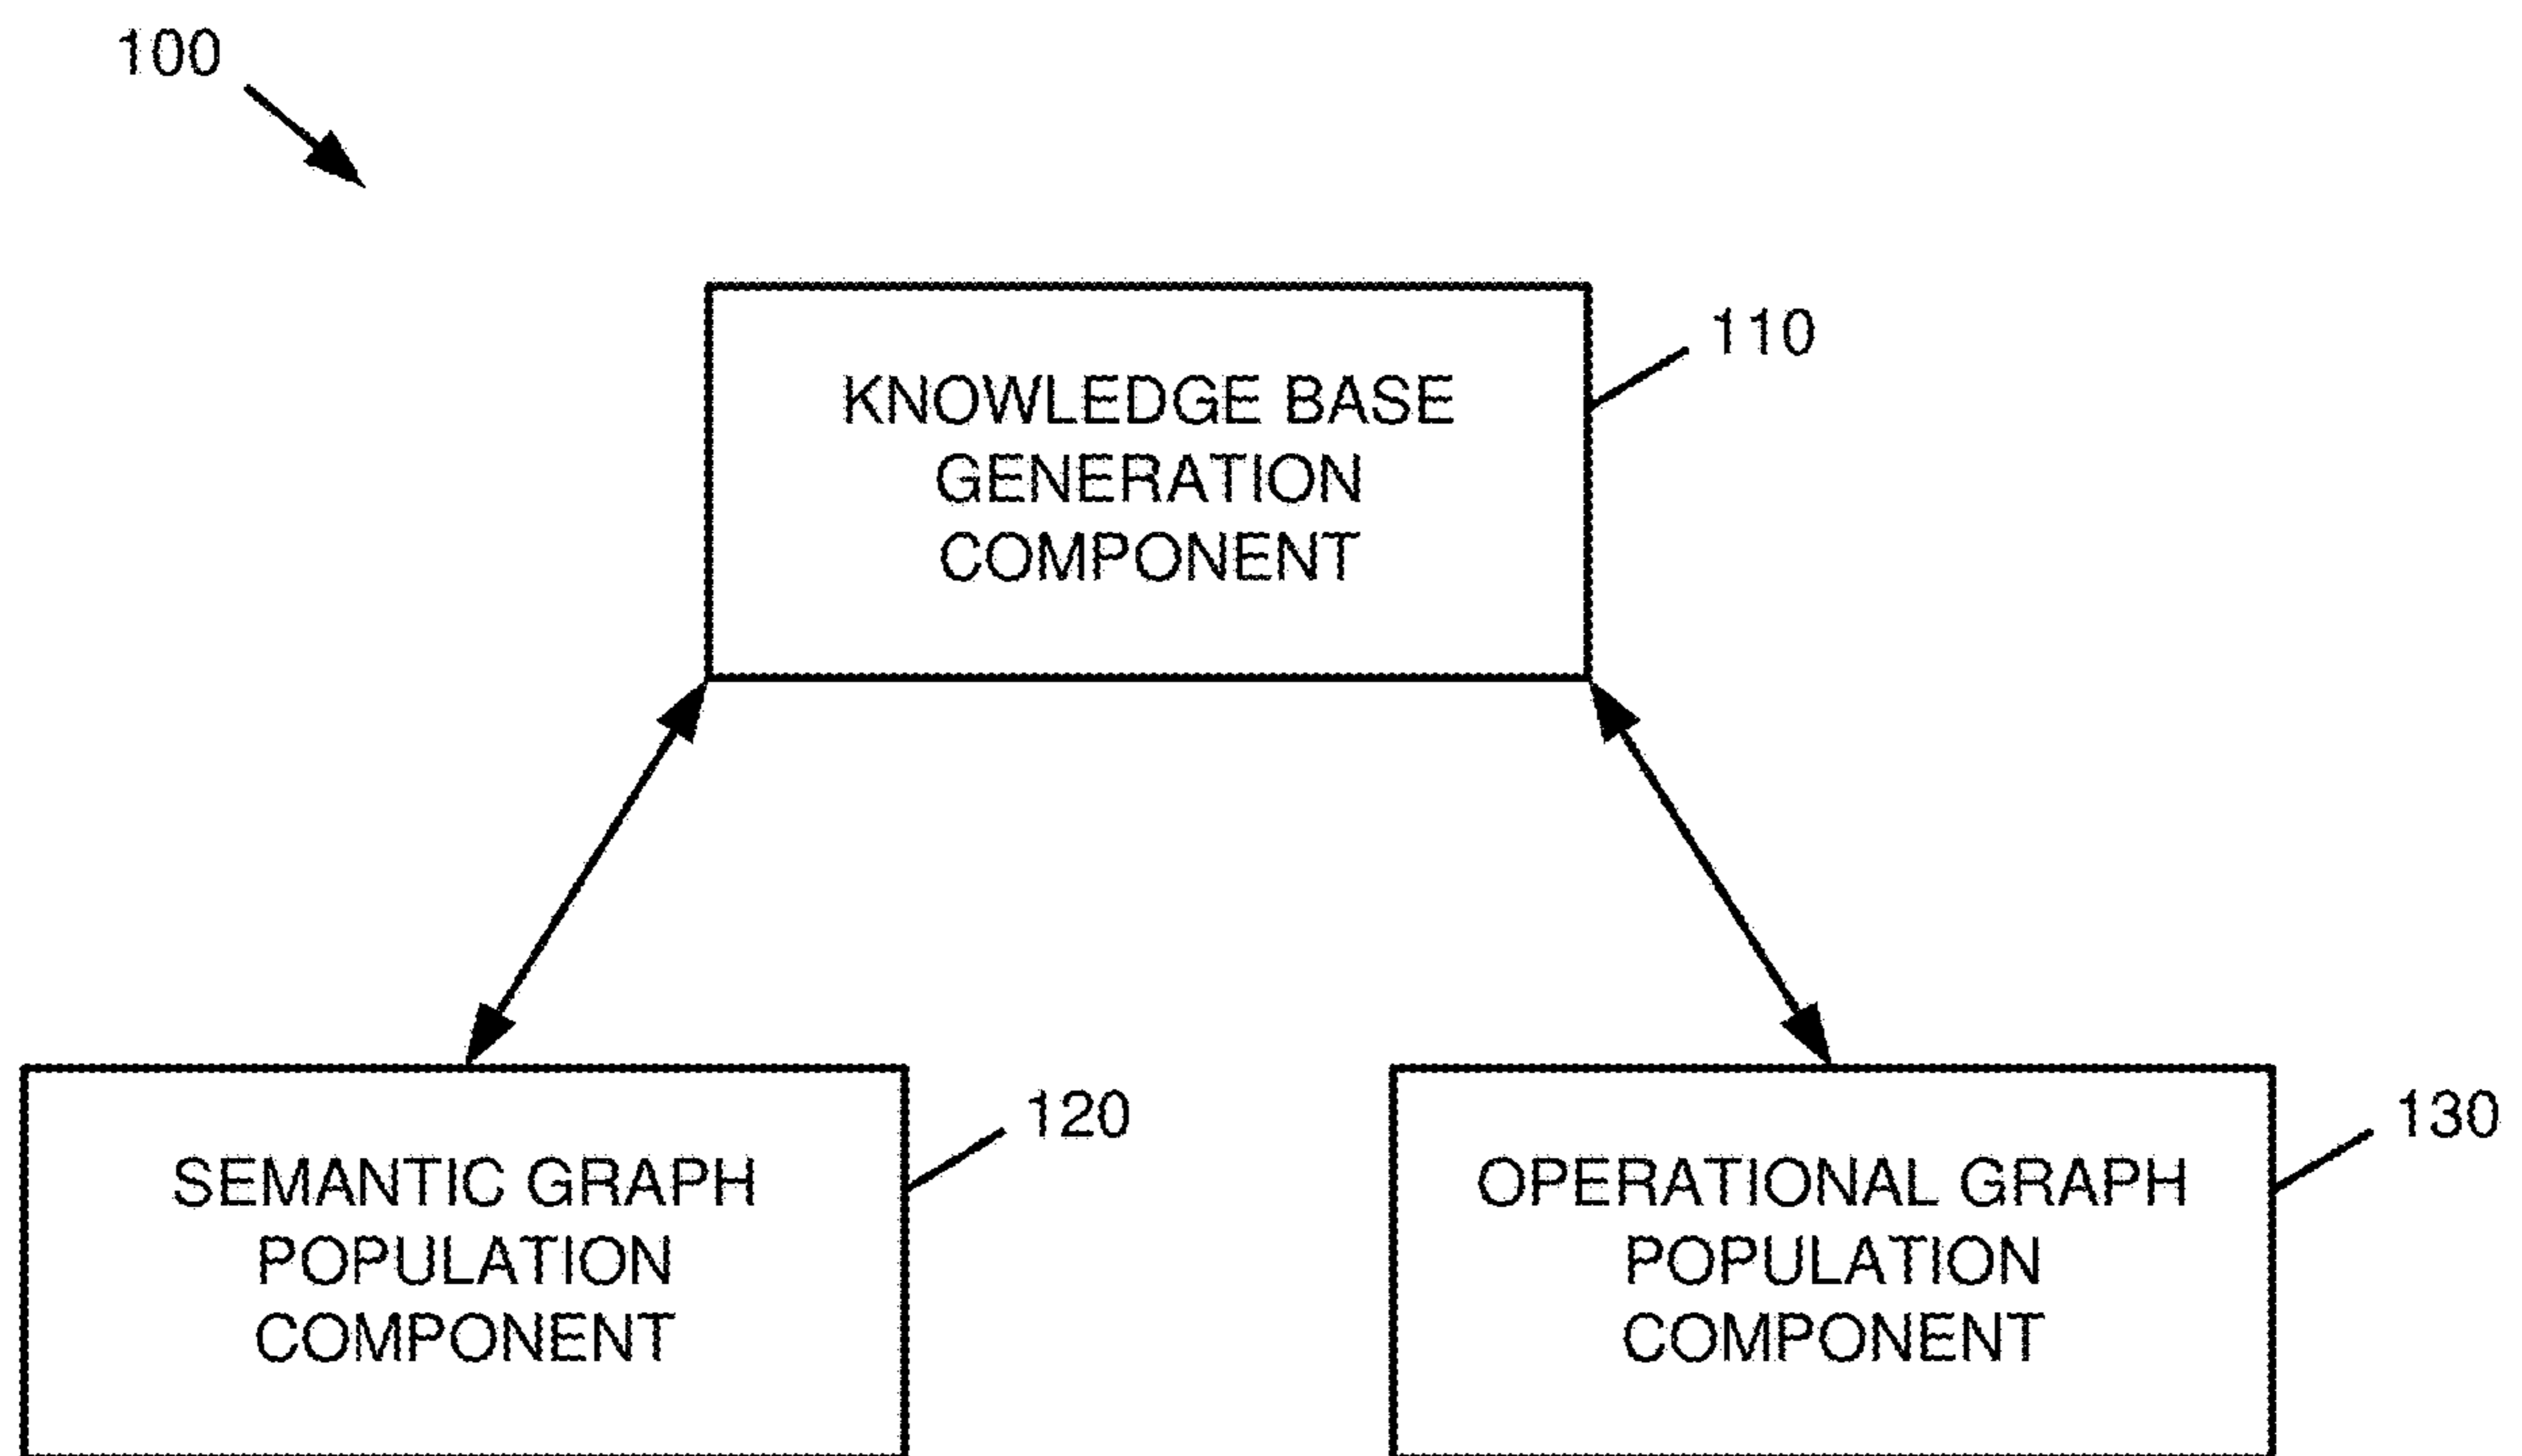 100
110
KNOWLEDGE BASE
GENERATION
COMPONENT
120
SEMANTIC GRAPH
POPULATION
COMPONENT
130
OPERATIONAL GRAPH
POPULATION
COMPONENT